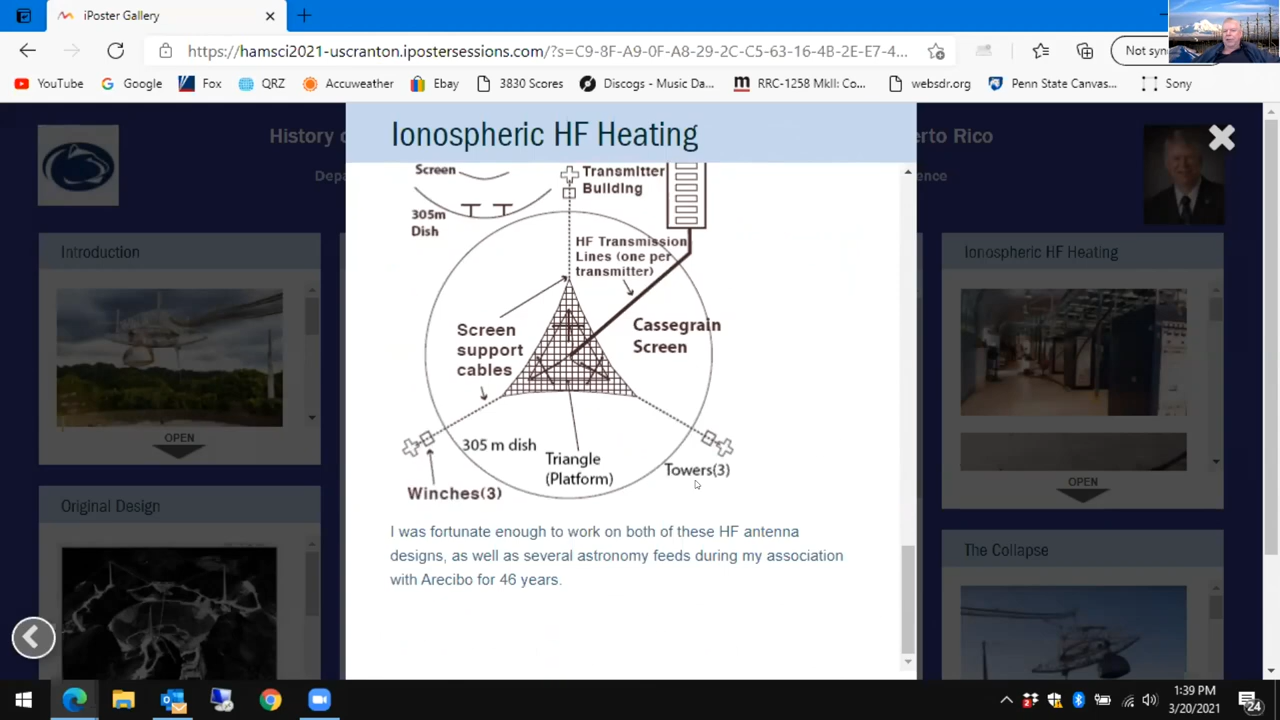 iPoster Gallery
https://hamsci2021-uscranton.ipostersessions.com/?s=C9-8F-A9-0F-A8-29-2C-C5-63-16-4B-2E-E7-4...
Not syn
YouTube
Google
Fox
QRZ
Accuweather
Ebay
3830 Scores
Discogs - Music Da...
RRC-1258 MkII: Co...
websdr.org
Penn State Canvas...
Sony
Ionospheric HF Heating
History
erto Rico
Depa
ence
Introduction
OPEN
Original Design
Screen
Transmitter
Building
305m
Dish
HF Transmission
Lines (one per
transmitter)
Cassegrain
Screen
Screen
support
cables
305 m dish
Triangle
(Platform)
Towers(3)
Winches(3)
I was fortunate enough to work on both of these HF antenna
designs, as well as several astronomy feeds during my association
with Arecibo for 46 years.
Ionospheric HF Heating
OPEN
The Collapse
1:39 PM
3/20/2021
24